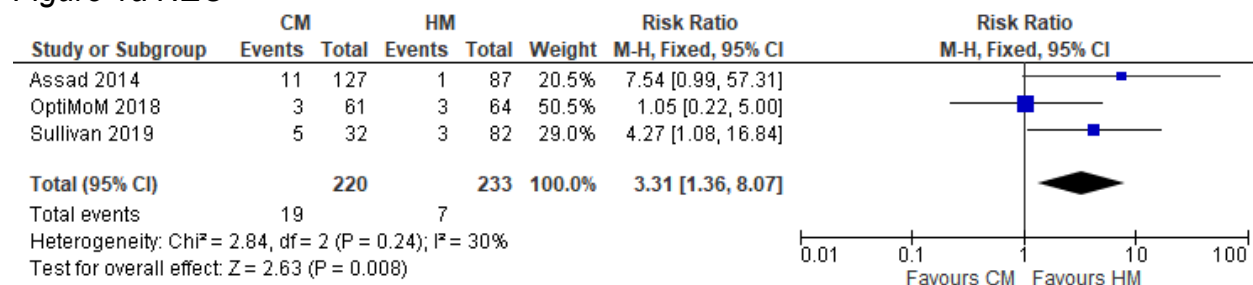 Figure 1a NEC
CM HM Risk Ratio Risk Ratio
Study or Subgroup Events Total Events Total Weight M-H, Fixed, 95% CI M-H, Fixed, 95% CI
Assad 2014 11 127 1 87 20.5% 7.54 [0.99, 57.31]
OptiMoM 2018 3 61 3 64 50.5% 1.05 [0.22, 5.00]
Sullivan 2019 5 32 3 82 29.0% 4.27 [1.08, 16.84]
Total (95% CI) 220 233 100.0% 3.31 [1.36, 8.07]
Total events 19 7
Heterogeneity: Chi² = 2.84, df = 2 (P = 0.24); I² = 30%
Test for overall effect: Z = 2.63 (P = 0.008)
0.01 0.1 1 10 100
Favours CM Favours HM